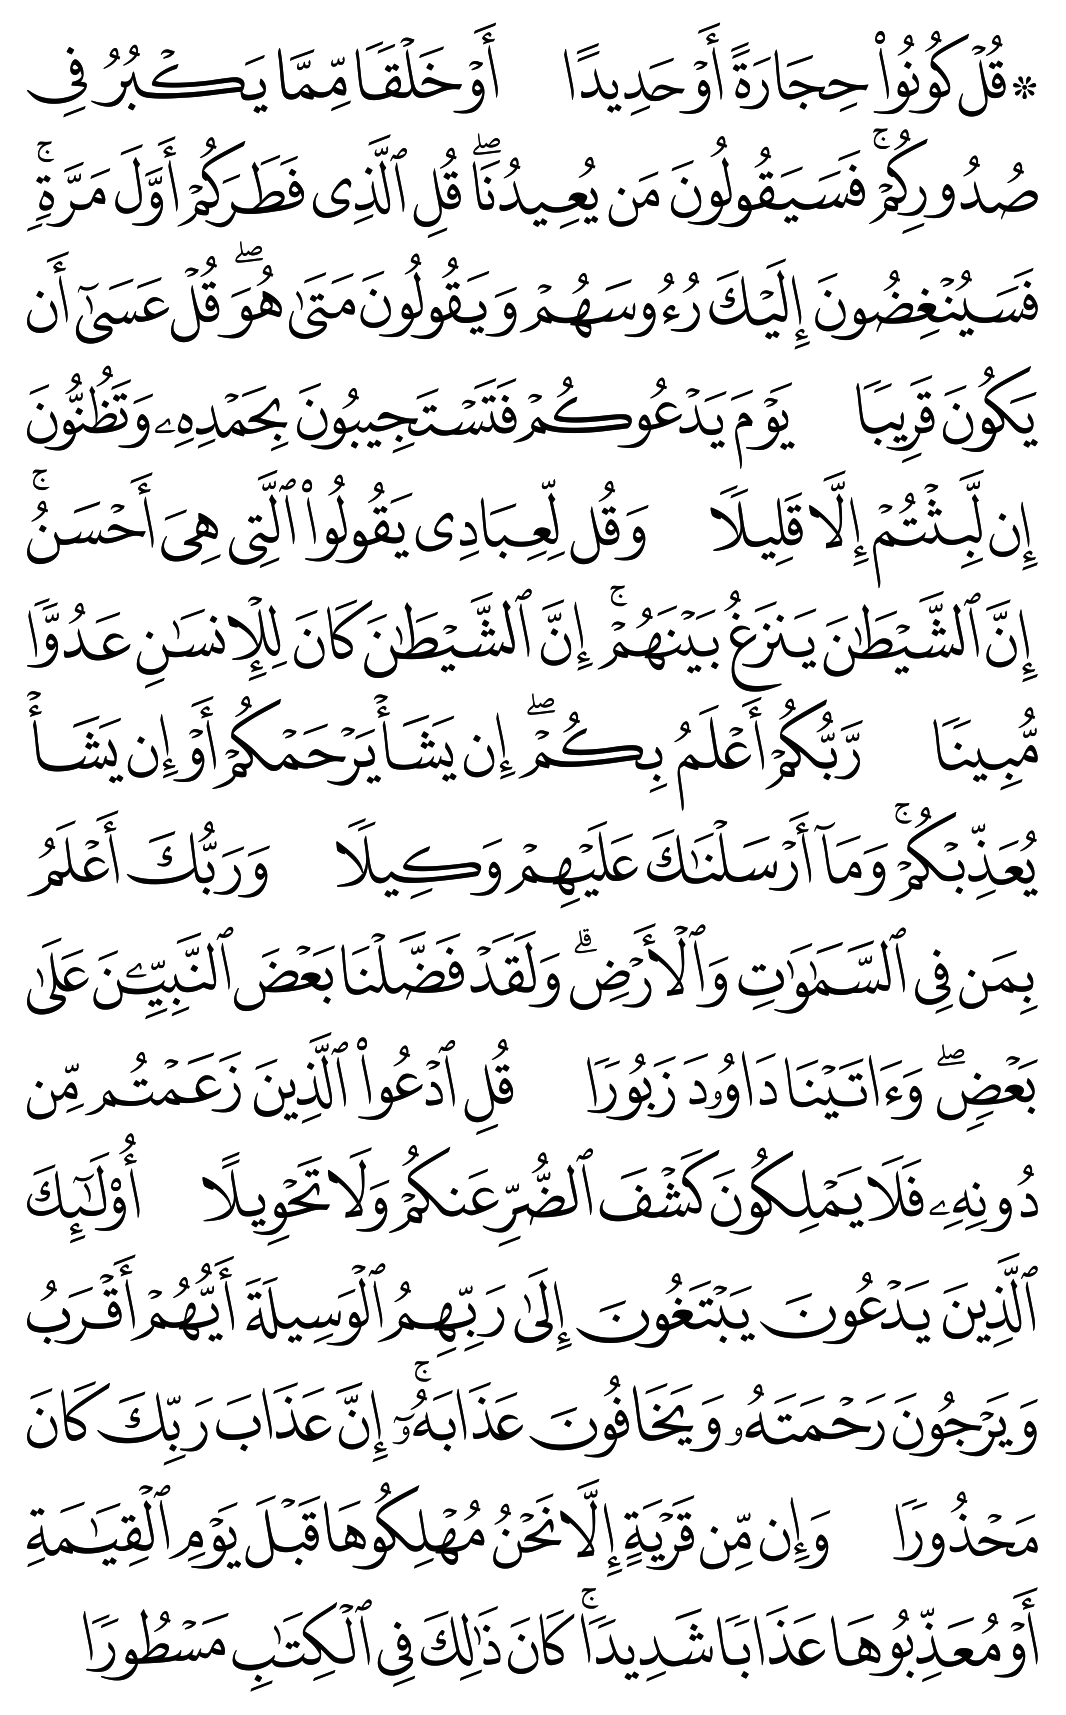 ۞ قُلۡ كُونُواْ حِجَارَةً أَوۡ حَدِيدًا أَوۡ خَلۡقٗا مِّمَّا يَكۡبُرُ فِي
صُدُورِكُمۡۚ فَسَيَقُولُونَ مَن يُعِيدُنَاۖ قُلِ ٱلَّذِي فَطَرَكُمۡ أَوَّلَ مَرَّةٖۚ
فَسَيُنۡغِضُونَ إِلَيۡكَ رُءُوسَهُمۡ وَيَقُولُونَ مَتَىٰ هُوَۖ قُلۡ عَسَىٰٓ أَن
يَكُونَ قَرِيبٗا يَوۡمَ يَدۡعُوكُمۡ فَتَسۡتَجِيبُونَ بِحَمۡدِهِۦ وَتَظُنُّونَ
إِن لَّبِثۡتُمۡ إِلَّا قَلِيلٗا وَقُل لِّعِبَادِي يَقُولُواْ ٱلَّتِي هِيَ أَحۡسَنُۚ
إِنَّ ٱلشَّيۡطَٰنَ يَنزَغُ بَيۡنَهُمۡۚ إِنَّ ٱلشَّيۡطَٰنَ كَانَ لِلۡإِنسَٰنِ عَدُوّٗا
مُّبِينٗا رَّبُّكُمۡ أَعۡلَمُ بِكُمۡۖ إِن يَشَأۡ يَرۡحَمۡكُمۡ أَوۡ إِن يَشَأۡ
يُعَذِّبۡكُمۡۚ وَمَآ أَرۡسَلۡنَٰكَ عَلَيۡهِمۡ وَكِيلٗا وَرَبُّكَ أَعۡلَمُ
بِمَن فِي ٱلسَّمَٰوَٰتِ وَٱلۡأَرۡضِۗ وَلَقَدۡ فَضَّلۡنَا بَعۡضَ ٱلنَّبِيِّـۧنَ عَلَىٰ
بَعۡضٖۖ وَءَاتَيۡنَا دَاوُۥدَ زَبُورٗا قُلِ ٱدۡعُواْ ٱلَّذِينَ زَعَمۡتُم مِّن
دُونِهِۦ فَلَا يَمۡلِكُونَ كَشۡفَ ٱلضُّرِّ عَنكُمۡ وَلَا تَحۡوِيلًا أُوْلَٰٓئِكَ
ٱلَّذِينَ يَدۡعُونَ يَبۡتَغُونَ إِلَىٰ رَبِّهِمُ ٱلۡوَسِيلَةَ أَيُّهُمۡ أَقۡرَبُ
وَيَرۡجُونَ رَحۡمَتَهُۥ وَيَخَافُونَ عَذَابَهُۥٓۚ إِنَّ عَذَابَ رَبِّكَ كَانَ
مَحۡذُورٗا وَإِن مِّن قَرۡيَةٍ إِلَّا نَحۡنُ مُهۡلِكُوهَا قَبۡلَ يَوۡمِ ٱلۡقِيَٰمَةِ
أَوۡ مُعَذِّبُوهَا عَذَابٗا شَدِيدٗاۚ كَانَ ذَٰلِكَ فِي ٱلۡكِتَٰبِ مَسۡطُورٗا